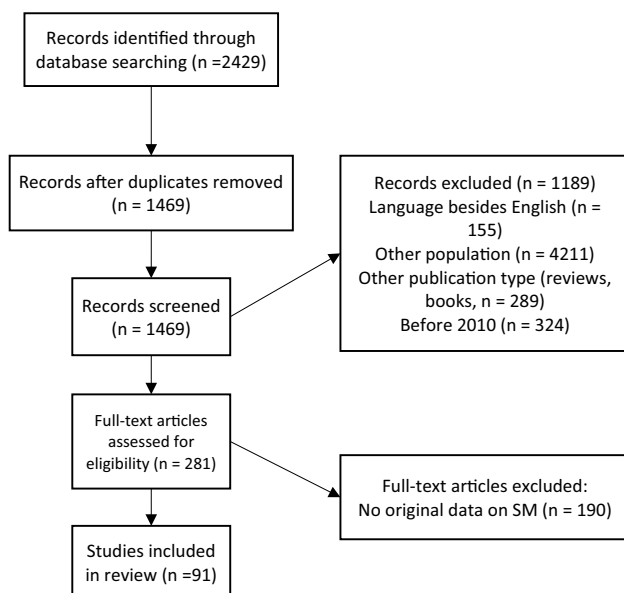 Records identified through
database searching (n =2429)
Records after duplicates removed
(n = 1469)
Records screened
(n = 1469)
Records excluded (n = 1189)
Language besides English (n =
155)
Other population (n = 4211)
Other publication type (reviews,
books, n = 289)
Before 2010 (n = 324)
Full-text articles
assessed for
eligibility (n = 281)
Full-text articles excluded:
No original data on SM (n = 190)
Studies included
in review (n =91)